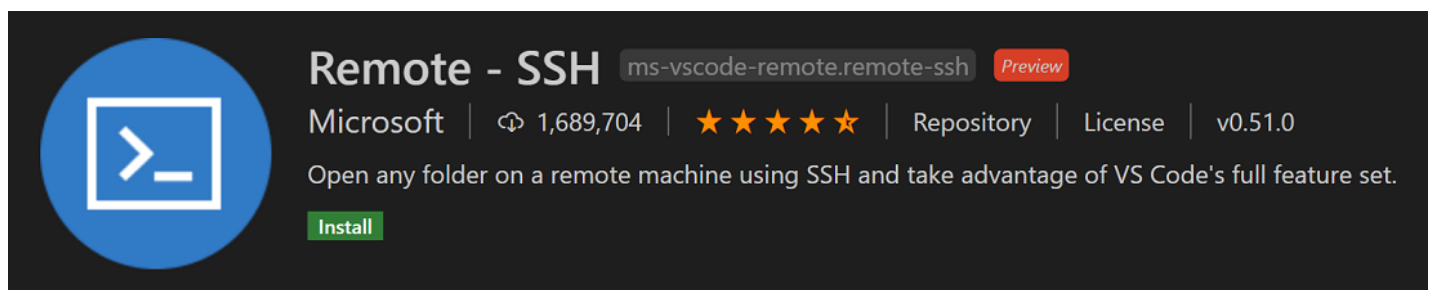 Remote - SSH ms-vscode-remote.remote-ssh Preview
Microsoft 1,689,704 Repository License v0.51.0
Open any folder on a remote machine using SSH and take advantage of VS Code's full feature set.
Install